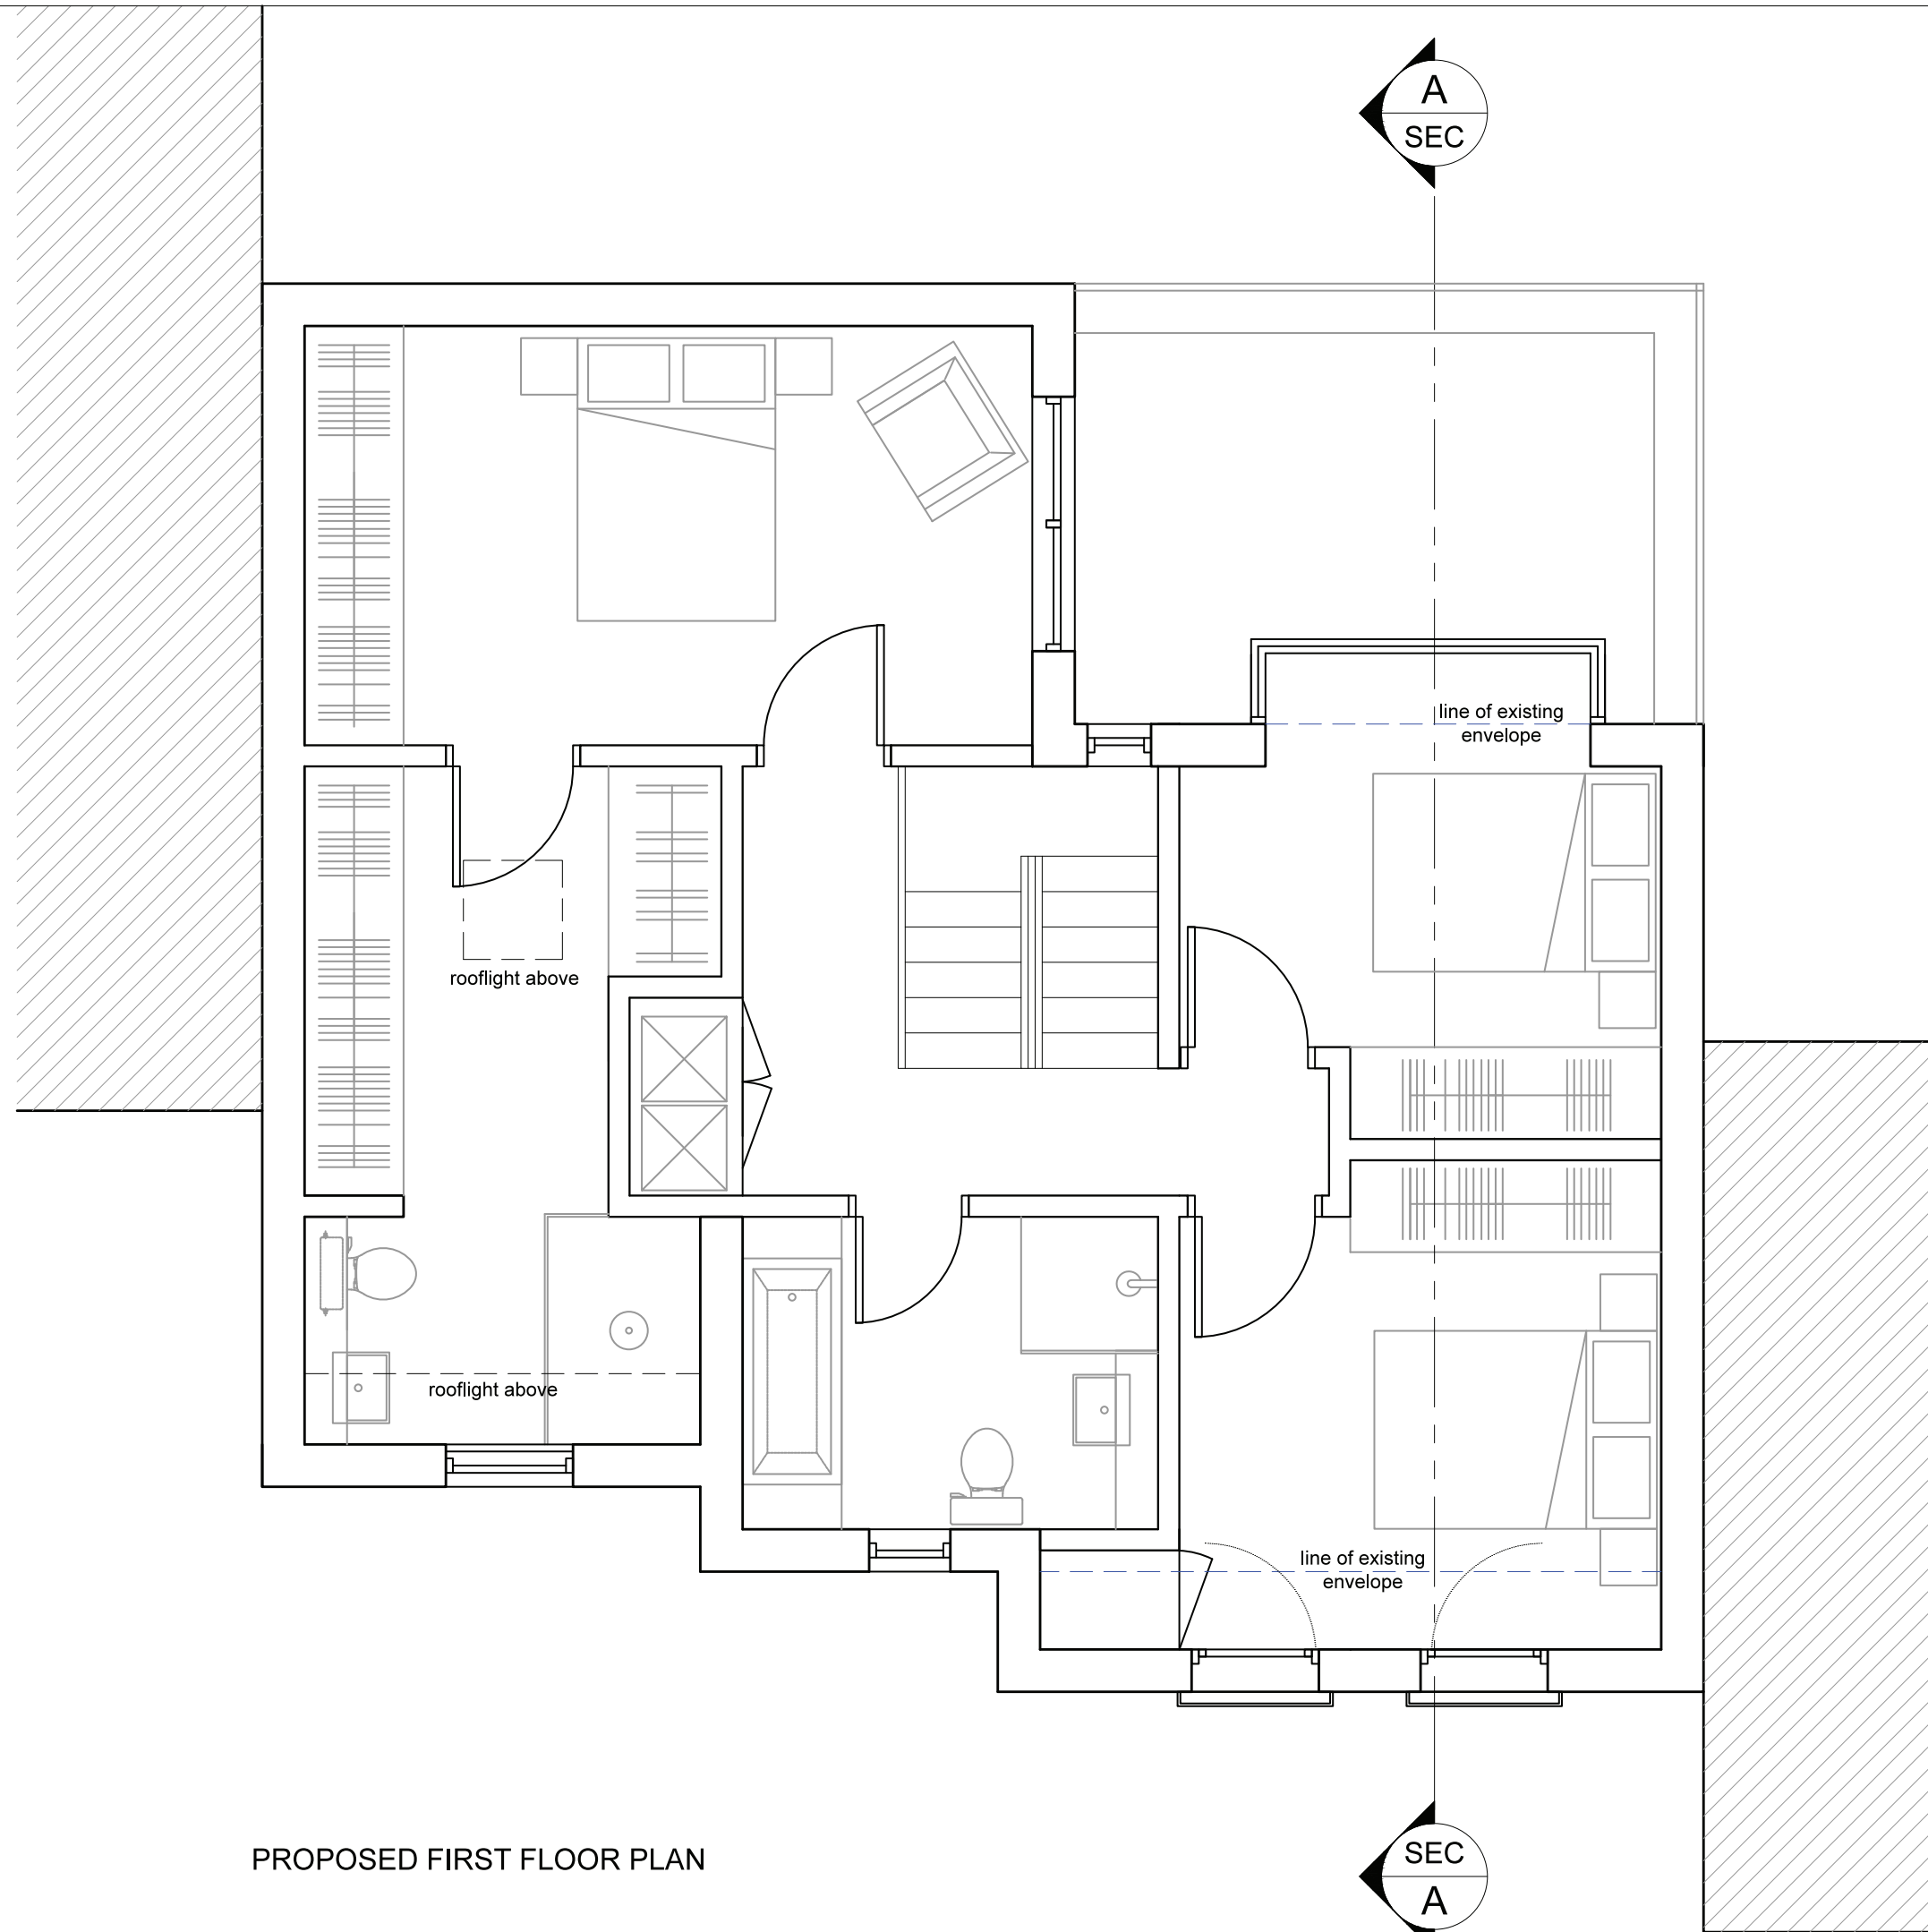 A
SEC
line of existing
envelope
rooflight above
rooflight above
line of existing
envelope
PROPOSED FIRST FLOOR PLAN
SEC
A